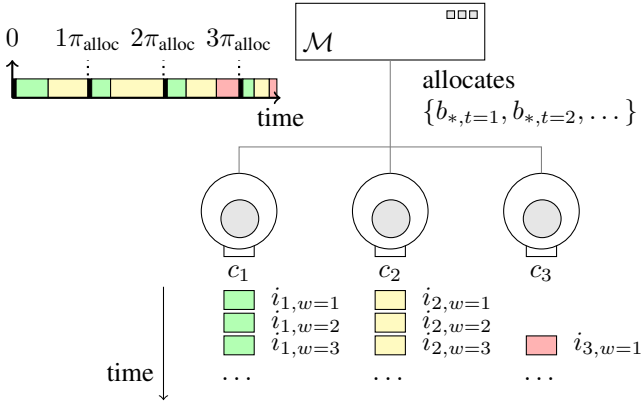 0 1π_alloc 2π_alloc 3π_alloc
time
ℳ
allocates
{b_{*,t=1}, b_{*,t=2}, . . . }
c_1 c_2 c_3
i_{1,w=1} i_{2,w=1}
i_{1,w=2} i_{2,w=2}
i_{1,w=3} i_{2,w=3} i_{3,w=1}
time . . . . . . . . .